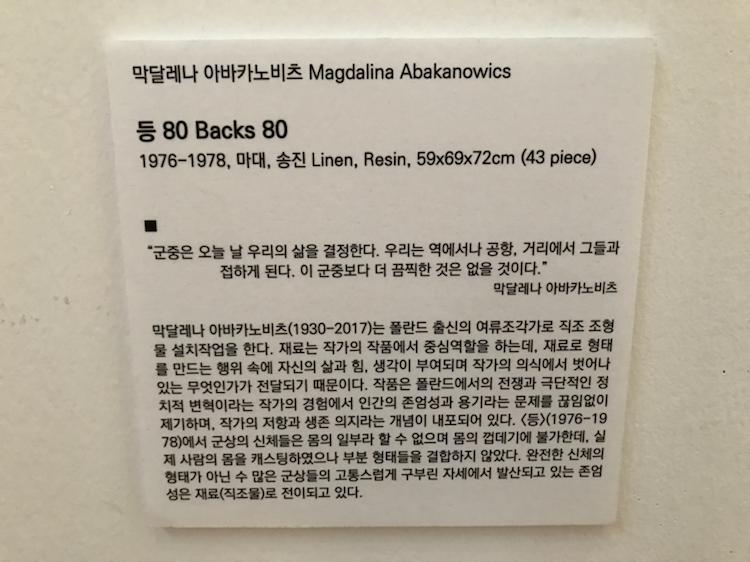 막달레나 아바카노비츠 Magdalina Abakanowics
등 80 Backs 80
1976-1978, 마대, 송진 Linen, Resin, 59x69x72cm (43 piece)
“군중은 오늘 날 우리의 삶을 결정한다. 우리는 역에서나 공항, 거리에서 그들과
접하게 된다. 이 군중보다 더 끔찍한 것은 없을 것이다.”
막달레나 아바카노비츠
막달레나 아바카노비츠(1930-2017)는 폴란드 출신의 여류조각가로 직조 조형
물 설치작업을 한다. 재료는 작가의 작품에서 중심역할을 하는데, 재료로 형태
를 만드는 행위 속에 자신의 삶과 힘, 생각이 부여되며 작가의 의식에서 벗어나
있는 무엇인가가 전달되기 때문이다. 작품은 폴란드에서의 전쟁과 극단적인 정
치적 변혁이라는 작가의 경험에서 인간의 존엄성과 용기라는 문제를 끊임없이
제기하며, 작가의 저항과 생존 의지라는 개념이 내포되어 있다. <등>(1976-19
78)에서 군상의 신체들은 몸의 일부라 할 수 없으며 몸의 껍데기에 불가한데, 실
제 사람의 몸을 캐스팅하였으나 부분 형태들을 결합하지 않았다. 완전한 신체의
형태가 아닌 수 많은 군상들의 고통스럽게 구부린 자세에서 발산되고 있는 존엄
성은 재료(직조물)로 전이되고 있다.